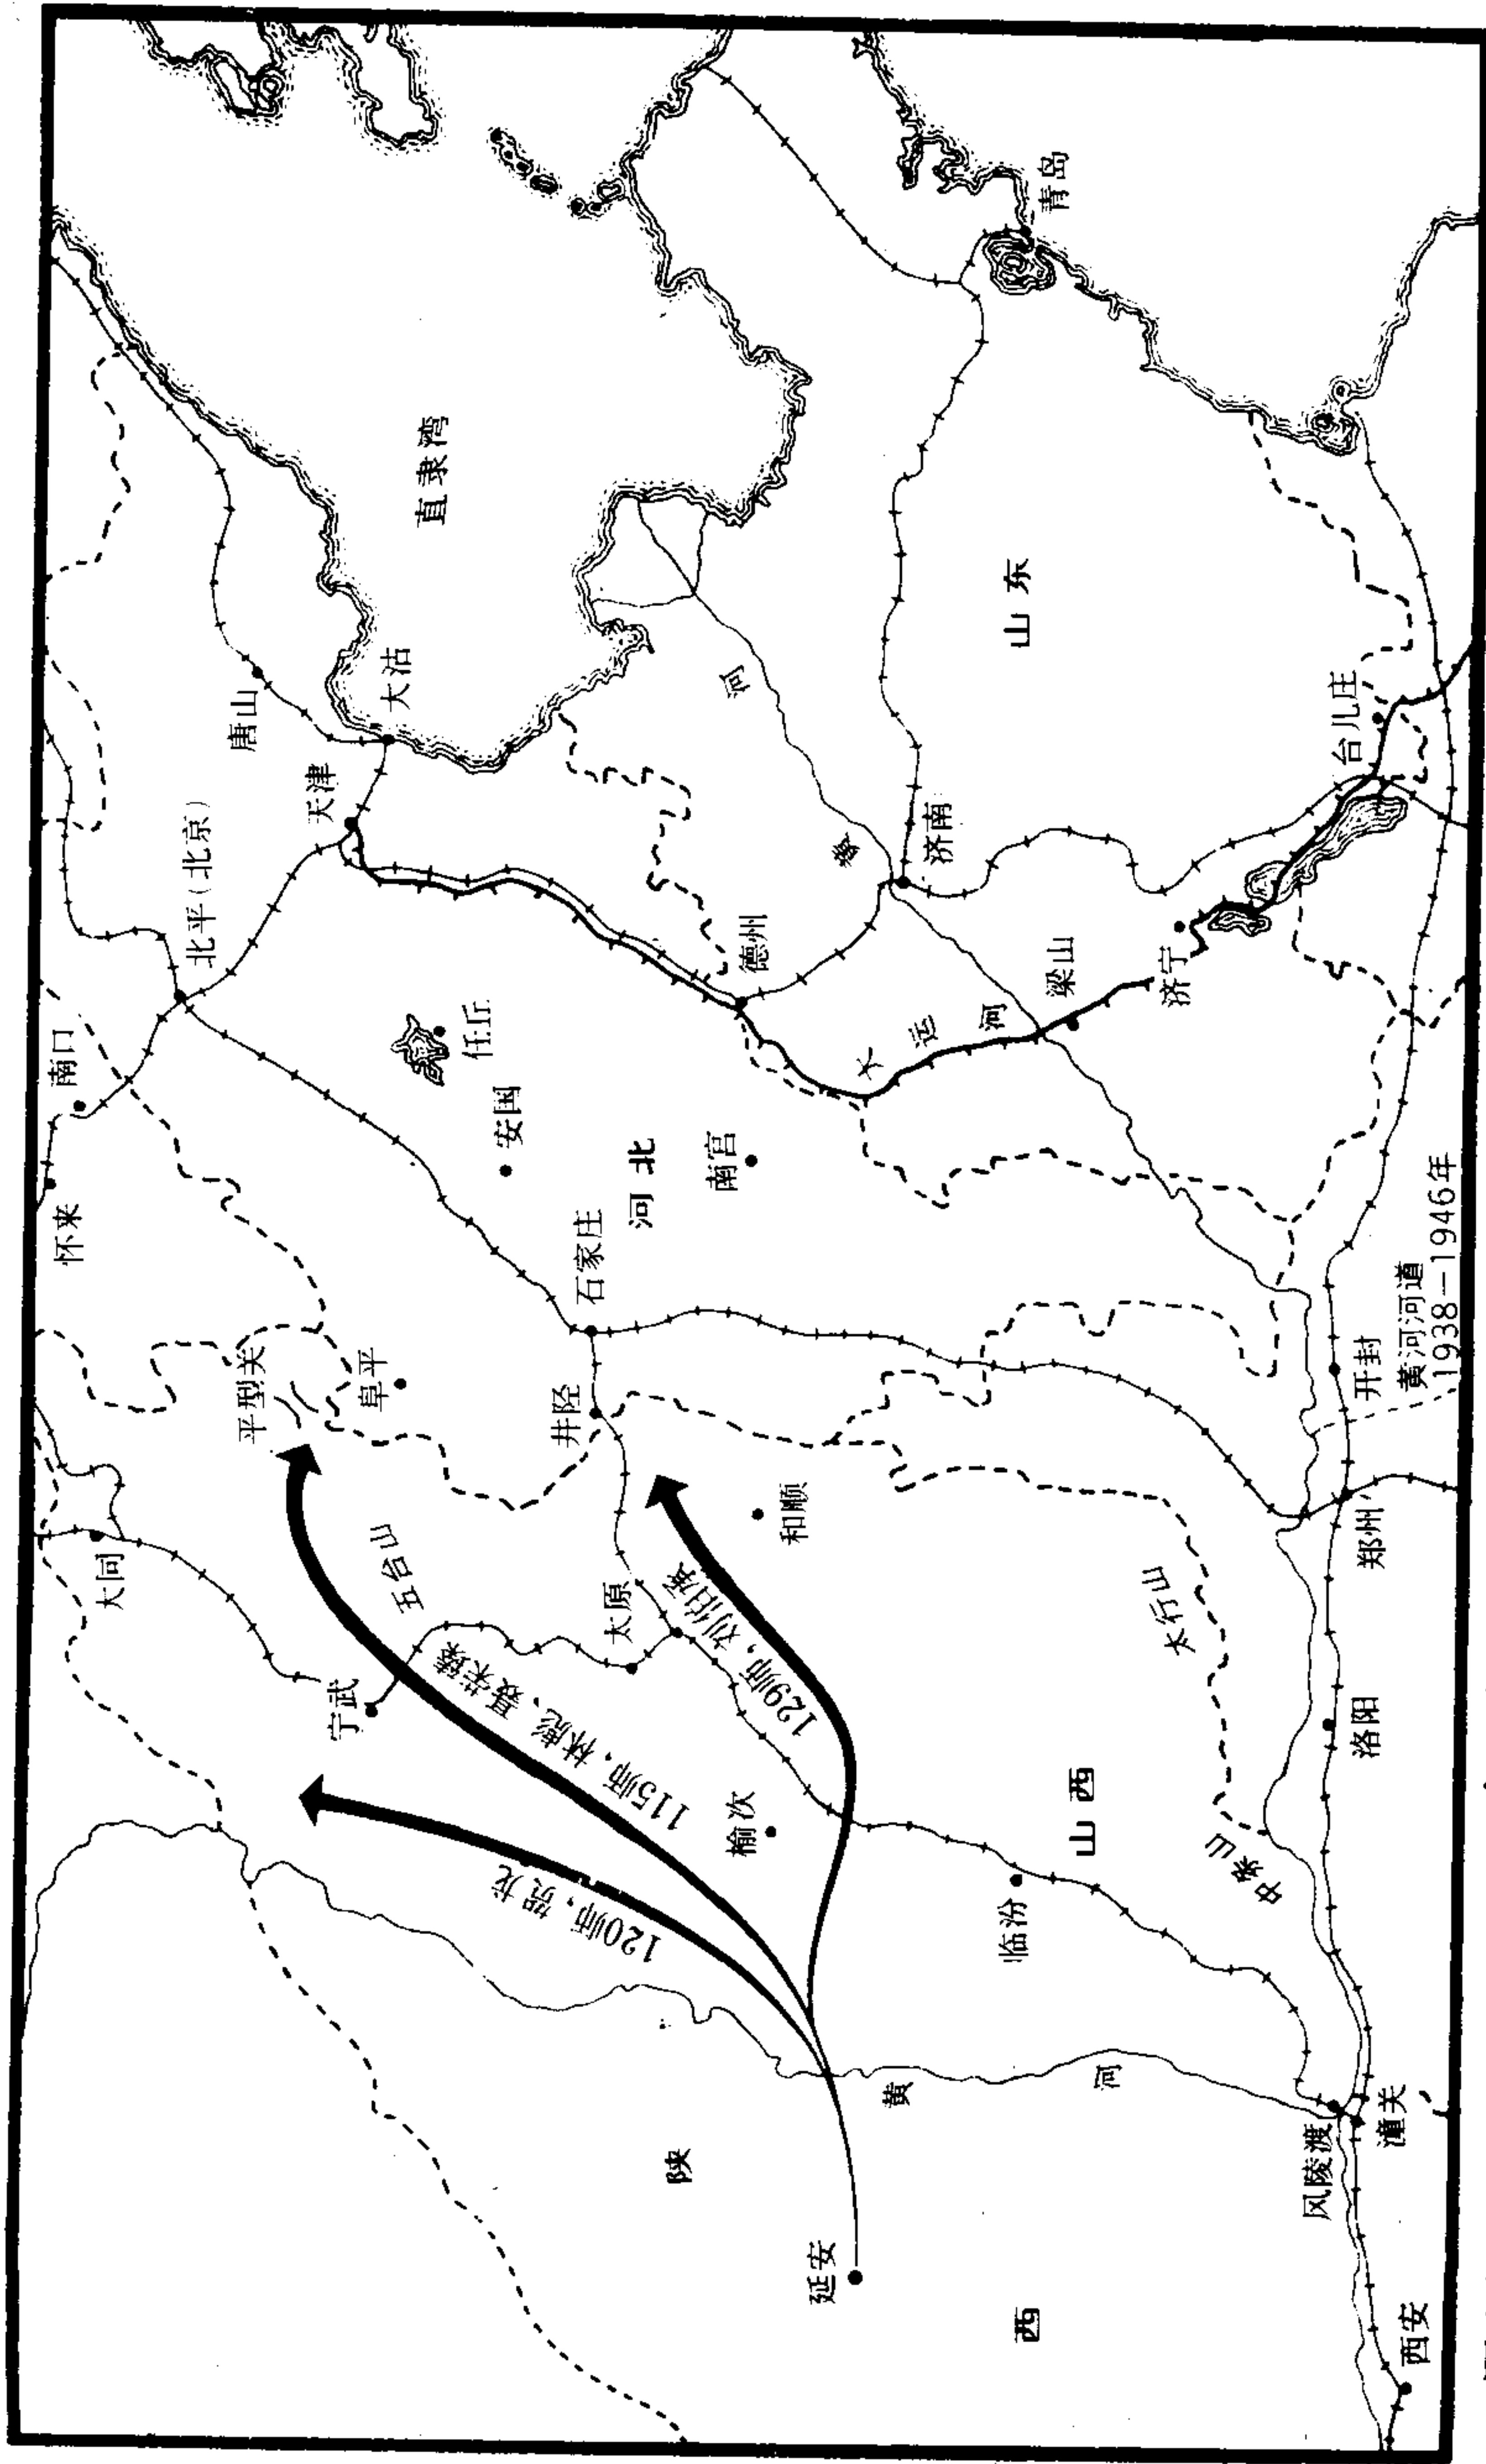 怀来
南口
北平(北京)
天津
唐山
大沽
直隶湾
大同
平型关
阜平
任丘
安国
宁武
五台山
石家庄
河北
南宫
德州
井陉
太原
和顺
120师，贺龙
115师，林彪、聂荣臻
129师，刘伯承
榆次
陕
西
延安
黄
河
临汾
山西
太行山
中条山
大
运
河
黄
河
济南
梁山
济宁
山东
青岛
台儿庄
西安
风陵渡
潼关
洛阳
郑州
开封
黄河河道
1938－1946年